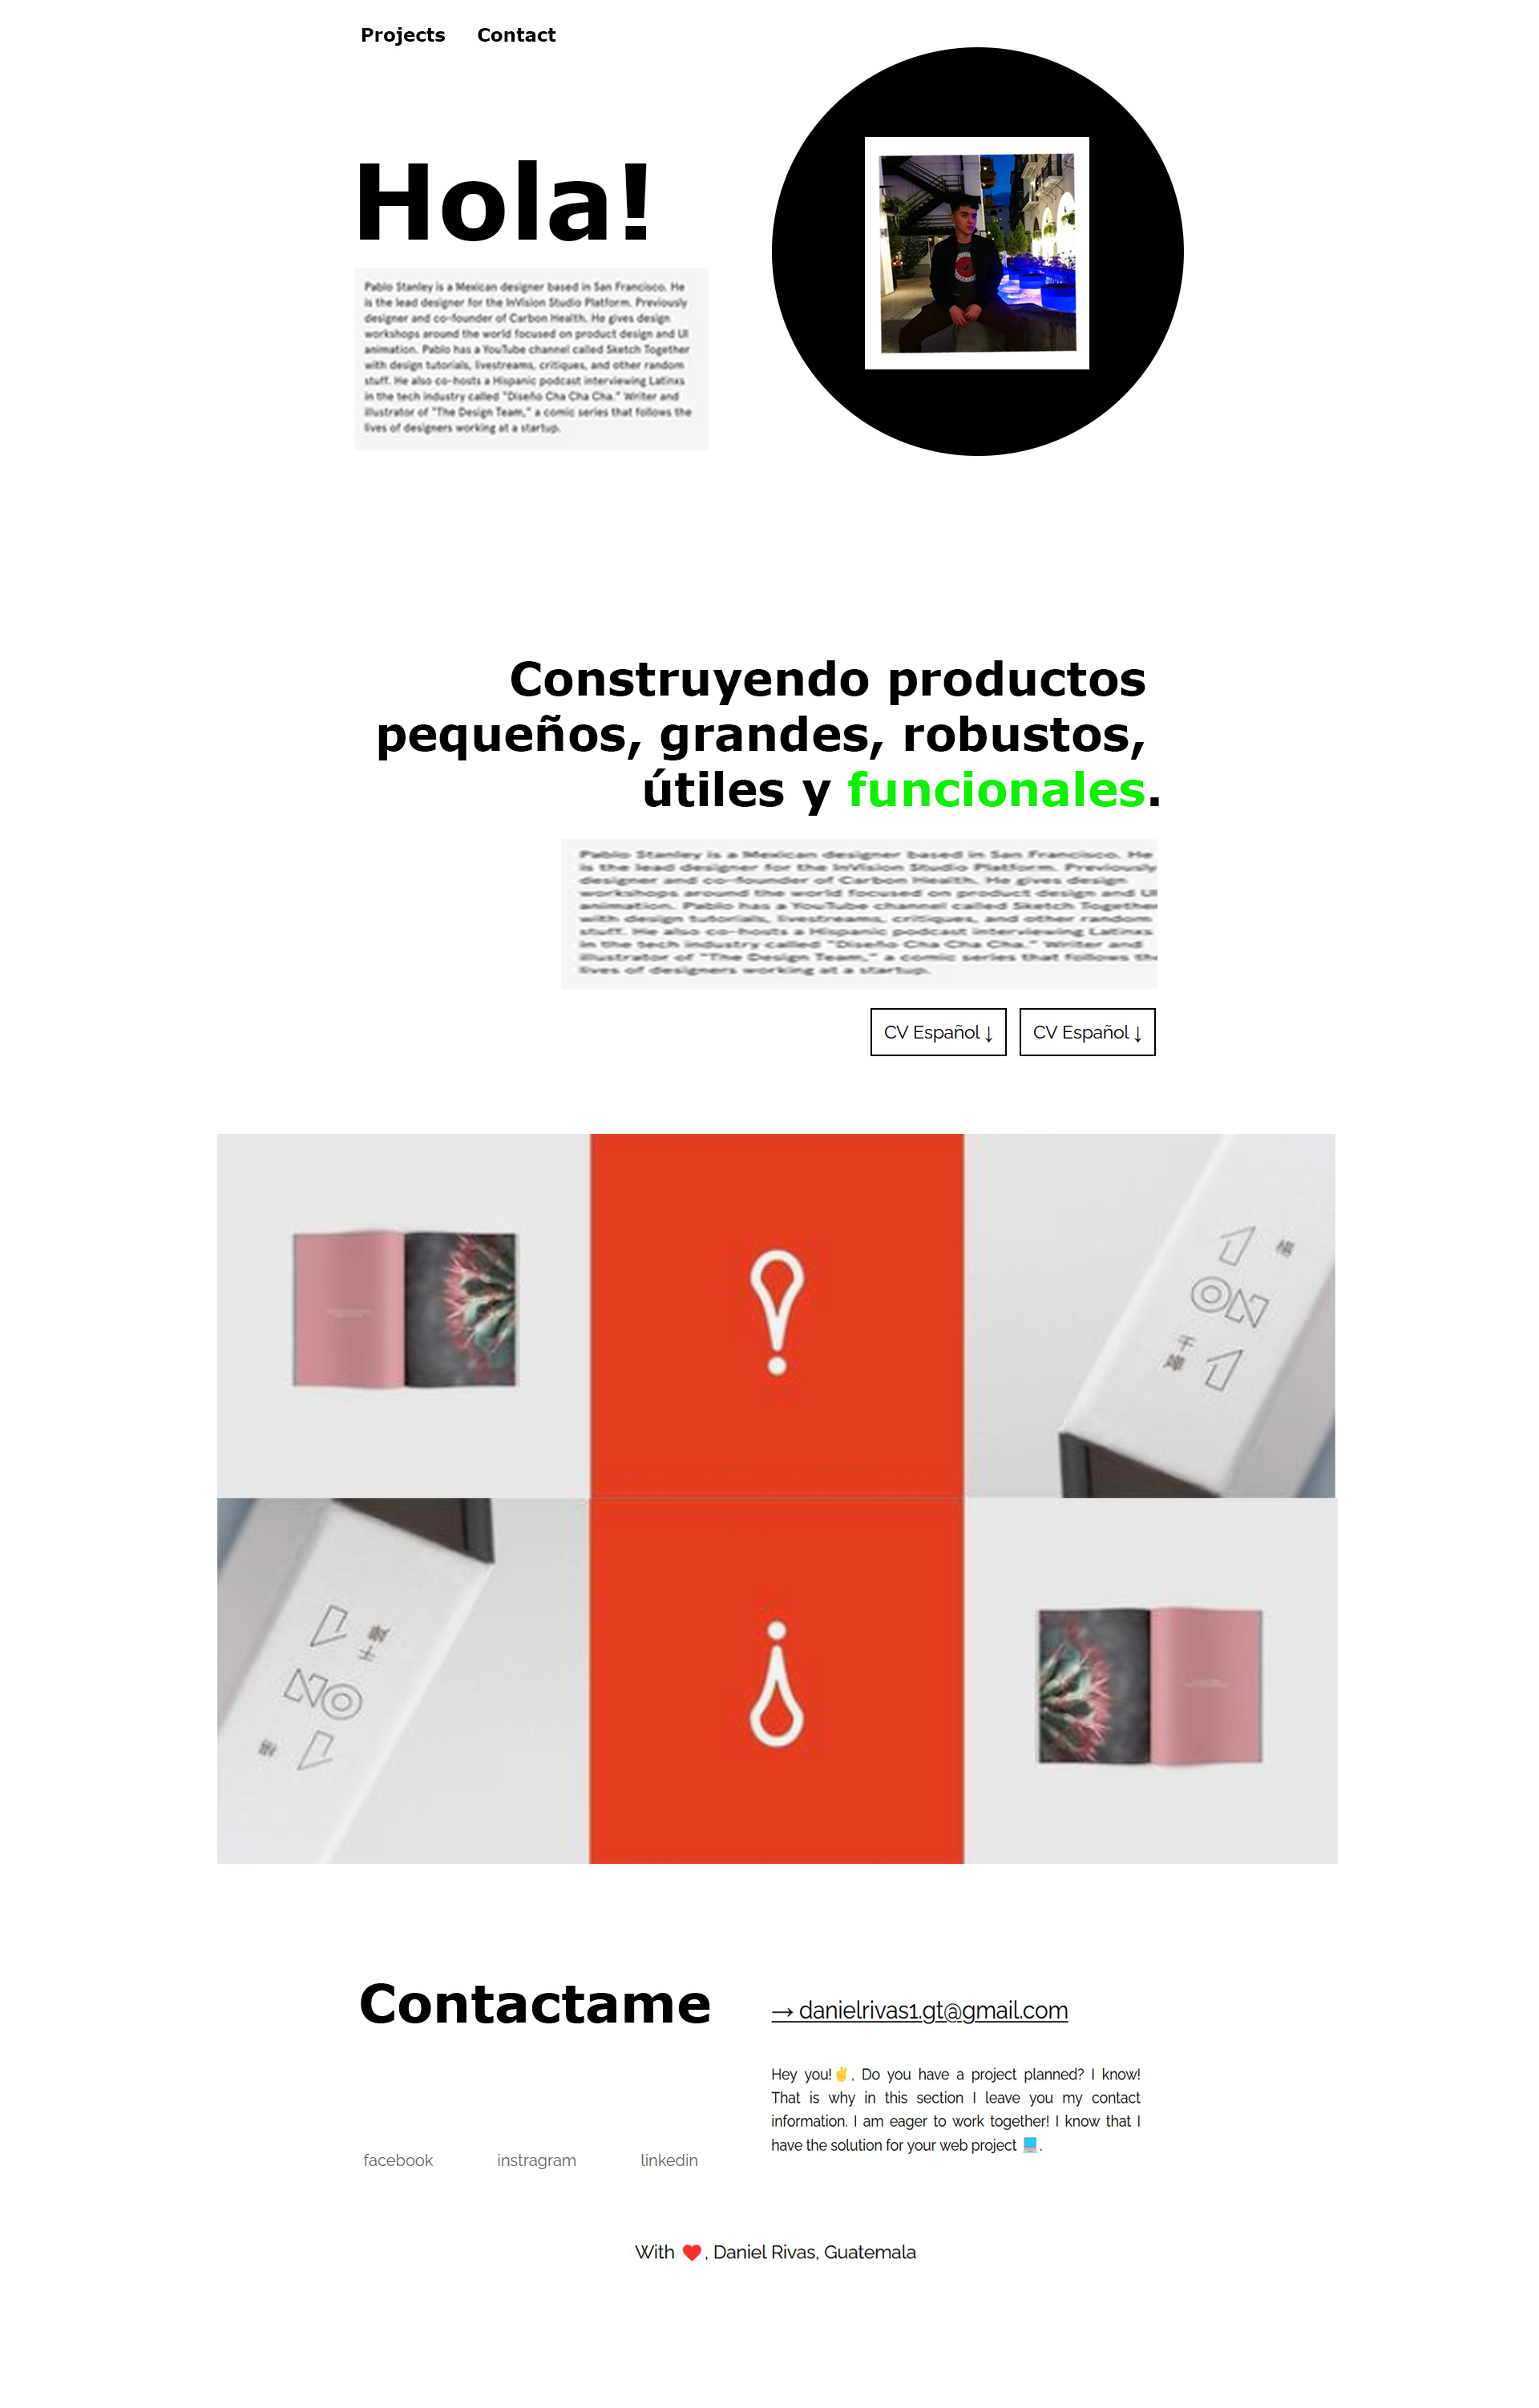 Projects Contact
Hola!
Pablo Stanley is a Mexican designer based in San Francisco. He
is the lead designer for the InVision Studio Platform. Previously
designer and co-founder of Carbon Health. He gives design
workshops around the world focused on product design and UI
animation. Pablo has a YouTube channel called Sketch Together
with design tutorials, livestreams, critiques, and other random
stuff. He also co-hosts a Hispanic podcast interviewing Latinxs
in the tech industry called "Diseño Cha Cha Cha." Writer and
illustrator of "The Design Team," a comic series that follows the
lives of designers working at a startup.
Construyendo productos
pequeños, grandes, robustos,
útiles y funcionales.
Pablo Stanley is a Mexican designer based in San Francisco. He
is the lead designer for the InVision Studio Platform. Previously
designer and co-founder of Carbon Health. He gives design
workshops around the world focused on product design and UI
animation. Pablo has a YouTube channel called Sketch Together
with design tutorials, livestreams, critiques, and other random
stuff. He also co-hosts a Hispanic podcast interviewing Latinxs
in the tech industry called "Diseño Cha Cha Cha." Writer and
illustrator of "The Design Team," a comic series that follows the
lives of designers working at a startup.
CV Español ↓ CV Español ↓
1
ON
1
1
ON
1
Contactame
→ danielrivas1.gt@gmail.com
Hey you!✌️, Do you have a project planned? I know!
That is why in this section I leave you my contact
information. I am eager to work together! I know that I
have the solution for your web project 💻.
facebook instragram linkedin
With ❤️, Daniel Rivas, Guatemala